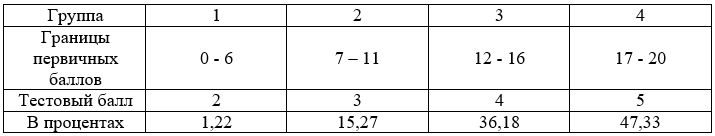 Группа 1 2 3 4
Границы
первичных
баллов
0 - 6 7 – 11 12 - 16 17 - 20
Тестовый балл 2 3 4 5
В процентах 1,22 15,27 36,18 47,33